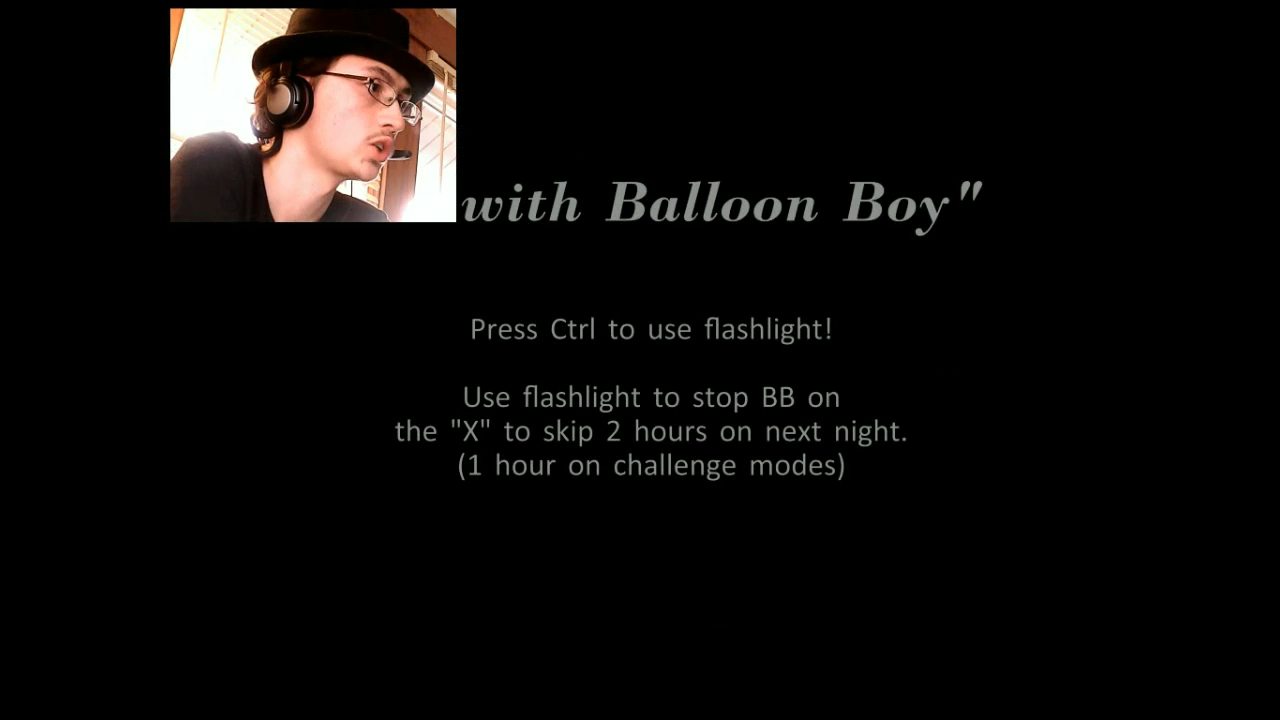 with Balloon Boy"
Press Ctrl to use flashlight!
Use flashlight to stop BB on
the "X" to skip 2 hours on next night.
(1 hour on challenge modes)